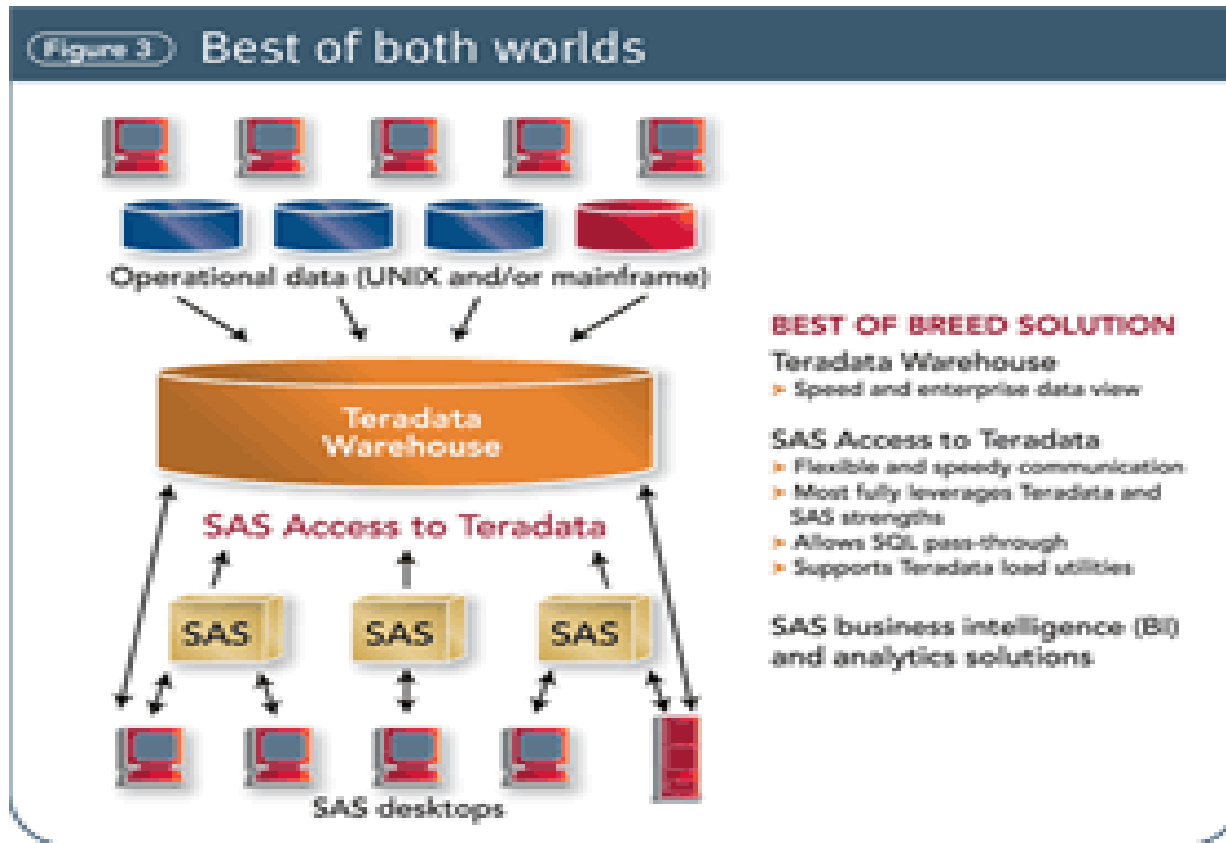 Figure 3 Best of both worlds
Operational data (UNIX and/or mainframe)
Teradata
Warehouse
SAS Access to Teradata
SAS SAS SAS
SAS desktops
BEST OF BREED SOLUTION
Teradata Warehouse
➤ Speed and enterprise data view
SAS Access to Teradata
➤ Flexible and speedy communication
➤ Most fully leverages Teradata and
SAS strengths
➤ Allows SQL pass-through
➤ Supports Teradata load utilities
SAS business intelligence (BI)
and analytics solutions